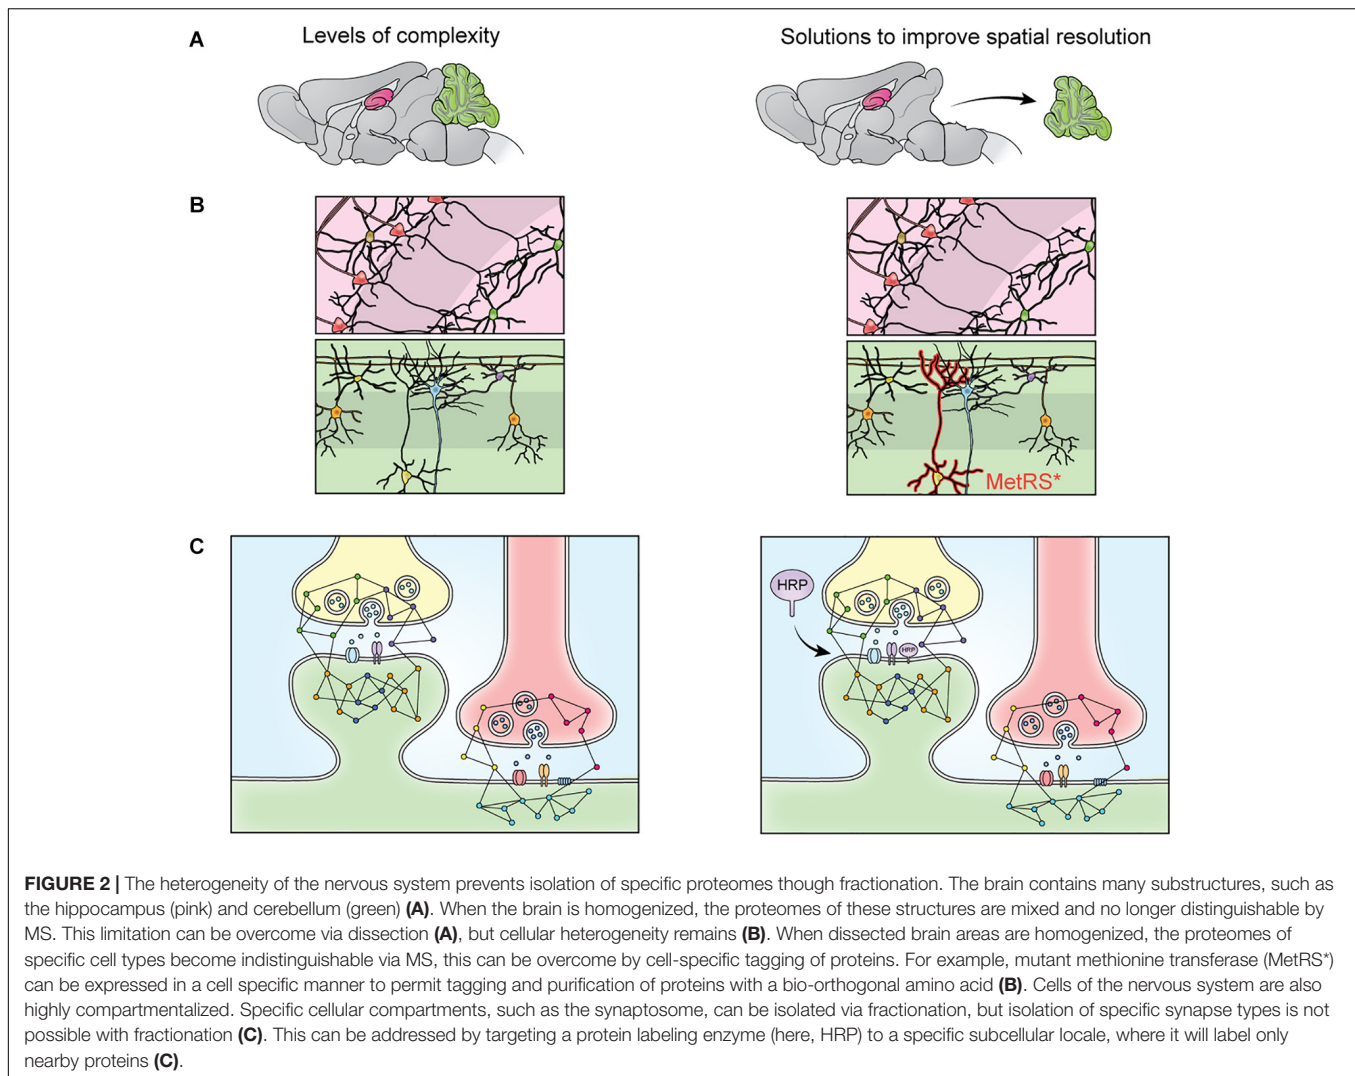 A
Levels of complexity
Solutions to improve spatial resolution
B
MetRS*
C
HRP
HRP
FIGURE 2 | The heterogeneity of the nervous system prevents isolation of specific proteomes though fractionation. The brain contains many substructures, such as
the hippocampus (pink) and cerebellum (green) (A). When the brain is homogenized, the proteomes of these structures are mixed and no longer distinguishable by
MS. This limitation can be overcome via dissection (A), but cellular heterogeneity remains (B). When dissected brain areas are homogenized, the proteomes of
specific cell types become indistinguishable via MS, this can be overcome by cell-specific tagging of proteins. For example, mutant methionine transferase (MetRS*)
can be expressed in a cell specific manner to permit tagging and purification of proteins with a bio-orthogonal amino acid (B). Cells of the nervous system are also
highly compartmentalized. Specific cellular compartments, such as the synaptosome, can be isolated via fractionation, but isolation of specific synapse types is not
possible with fractionation (C). This can be addressed by targeting a protein labeling enzyme (here, HRP) to a specific subcellular locale, where it will label only
nearby proteins (C).